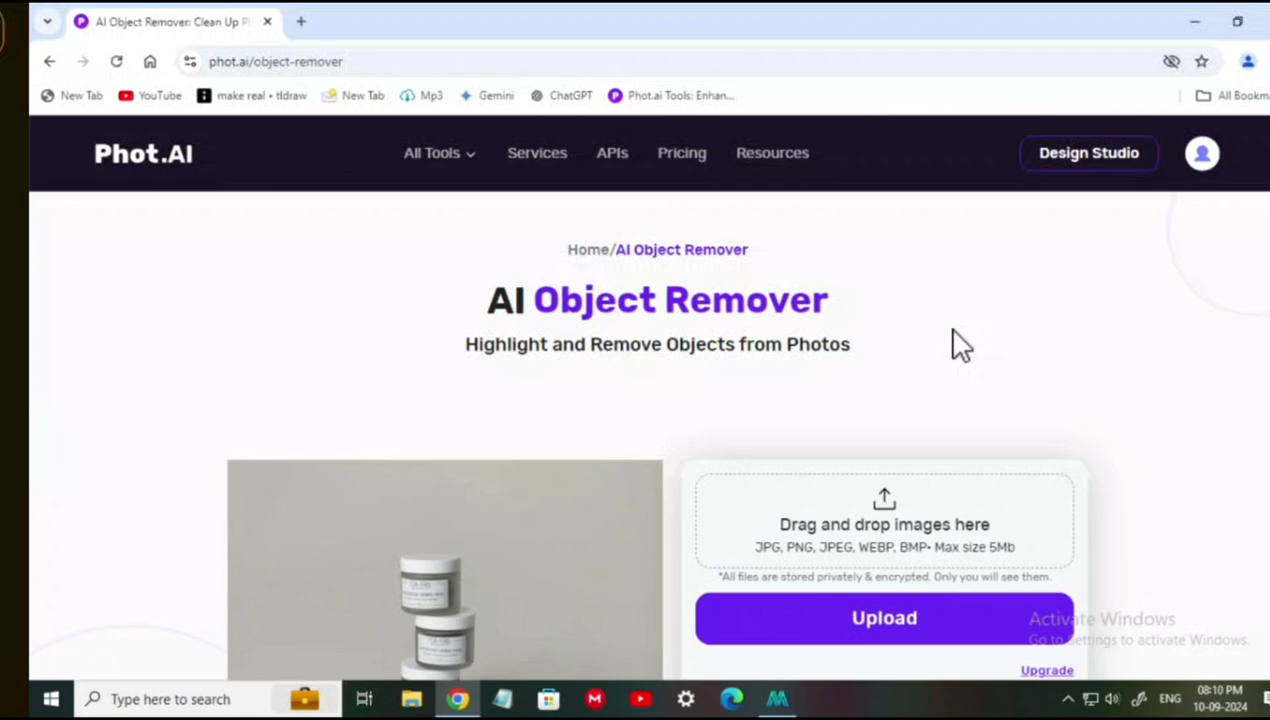 AI Object Remover: Clean Up P
phot.ai/object-remover
New Tab YouTube make real • tldraw New Tab Mp3 Gemini ChatGPT Phot.ai Tools: Enhan... All Bookm
Phot.AI All Tools Services APIs Pricing Resources Design Studio
Home/AI Object Remover
AI Object Remover
Highlight and Remove Objects from Photos
Drag and drop images here
JPG, PNG, JPEG, WEBP, BMP• Max size 5Mb
*All files are stored privately & encrypted. Only you will see them.
Upload
Activate Windows
Go to Settings to activate Windows.
Upgrade
Type here to search
ENG
08:10 PM
10-09-2024